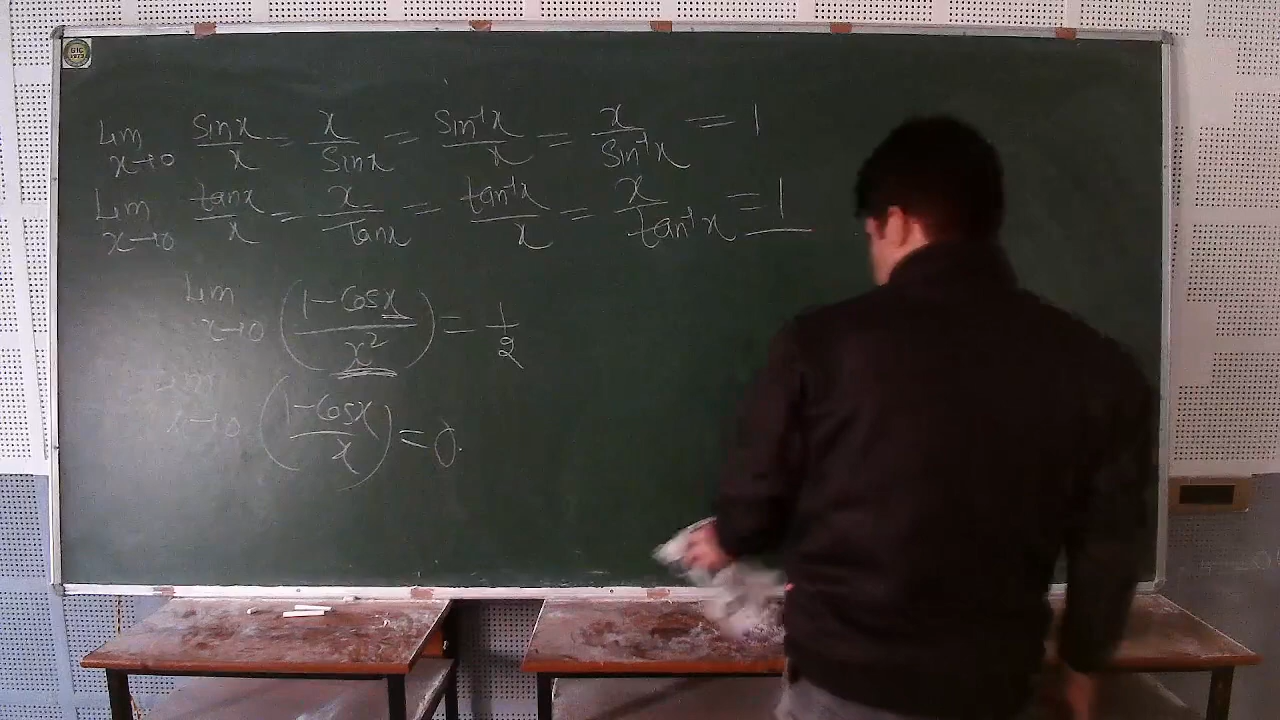 Lim x→0 sinx/x = x/sinx = sin⁻¹x/x = x/sin⁻¹x = 1
Lim x→0 tanx/x = x/tanx = tan⁻¹x/x = x/tan⁻¹x = 1
Lim x→0 (1-cosx/x²) = 1/2
Lim x→0 (1-cosx/x) = 0.